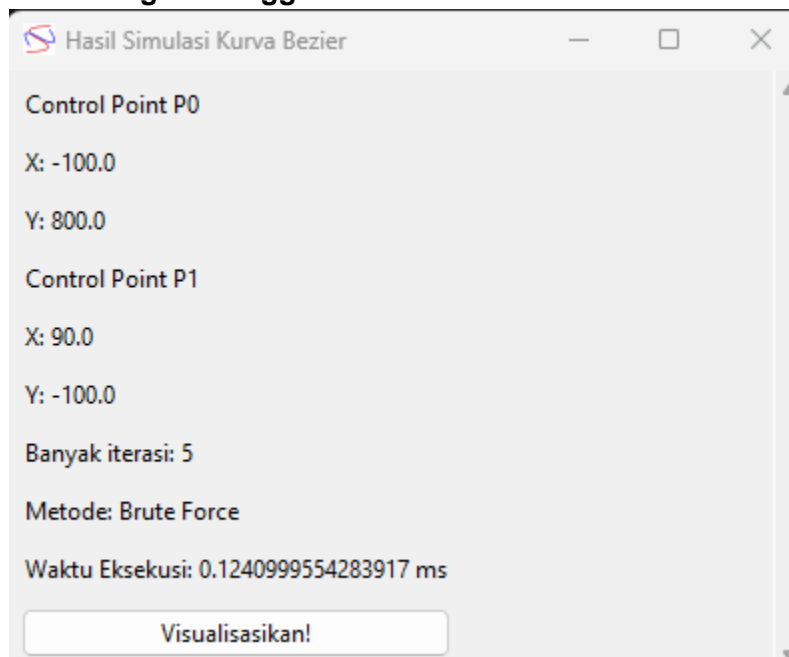 Hasil Simulasi Kurva Bezier
Control Point P0
X: -100.0
Y: 800.0
Control Point P1
X: 90.0
Y: -100.0
Banyak iterasi: 5
Metode: Brute Force
Waktu Eksekusi: 0.1240999554283917 ms
Visualisasikan!